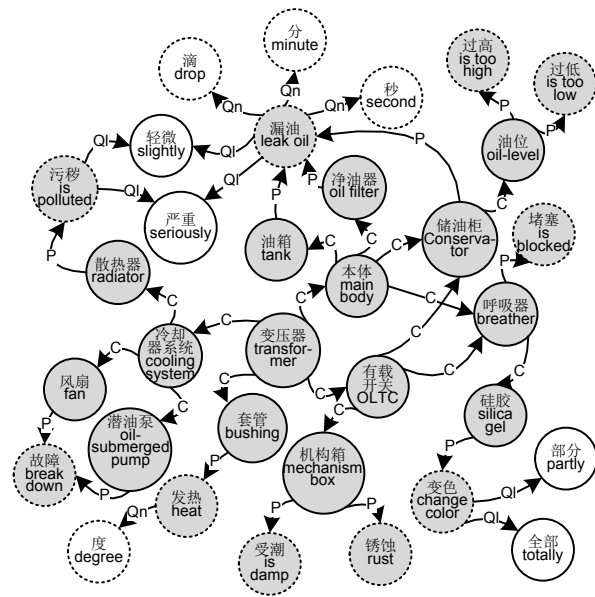 分
minute
滴
drop
秒
second
过高
is too
high
过低
is too
low
Qn
Qn
Qn
漏油
leak oil
轻微
slightly
油位
oil-level
P
P
P
Ql
Ql
污秽
is
polluted
Ql
Ql
净油器
oil filter
P
P
严重
seriously
油箱
tank
储油柜
Conserva-
tor
C
堵塞
is
blocked
P
散热器
radiator
P
C
C
C
本体
main
body
C
呼吸器
breather
C
C
冷却
器系统
cooling
system
C
变压器
transfor-
mer
C
C
C
C
有载
开关
OLTC
C
C
风扇
fan
C
C
C
硅胶
silica
gel
潜油泵
oil-
submerged
pump
套管
bushing
机构箱
mechanism
box
P
P
P
P
故障
break
down
部分
partly
Ql
变色
change
color
Ql
发热
heat
Qn
P
P
度
degree
受潮
is
damp
锈蚀
rust
全部
totally